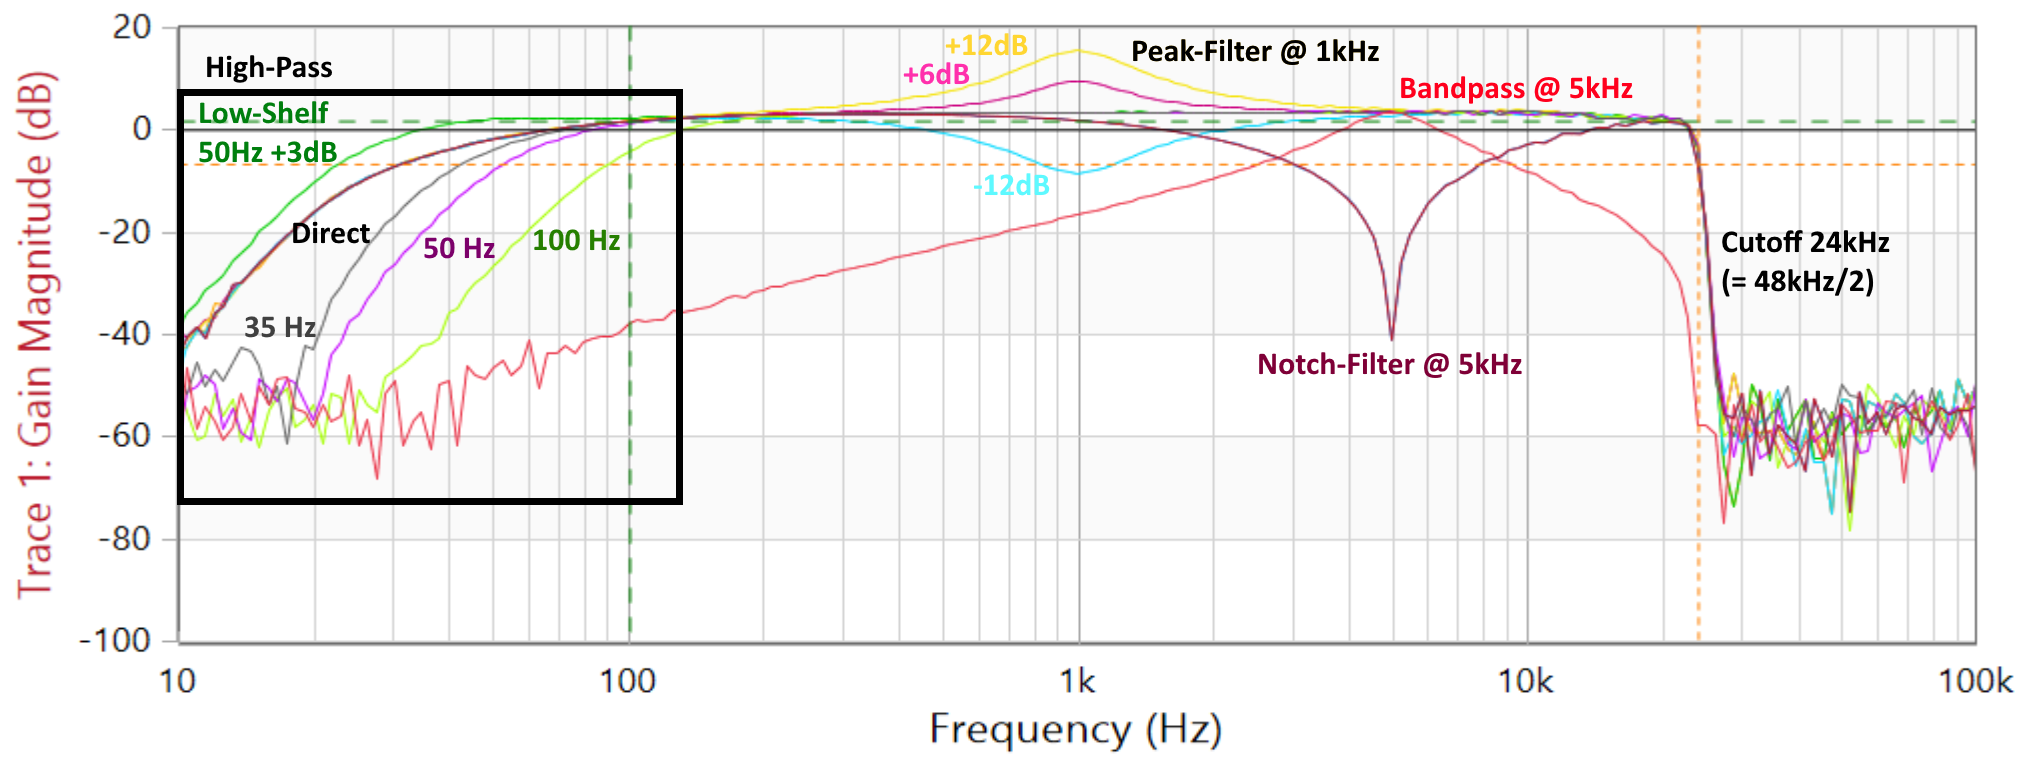 Trace 1: Gain Magnitude (dB)
20
0
-20
-40
-60
-80
-100
High-Pass
Low-Shelf
50Hz +3dB
Direct
35 Hz
50 Hz
100 Hz
+12dB
+6dB
-12dB
Peak-Filter @ 1kHz
Bandpass @ 5kHz
Notch-Filter @ 5kHz
Cutoff 24kHz
(= 48kHz/2)
10
100
1k
10k
100k
Frequency (Hz)